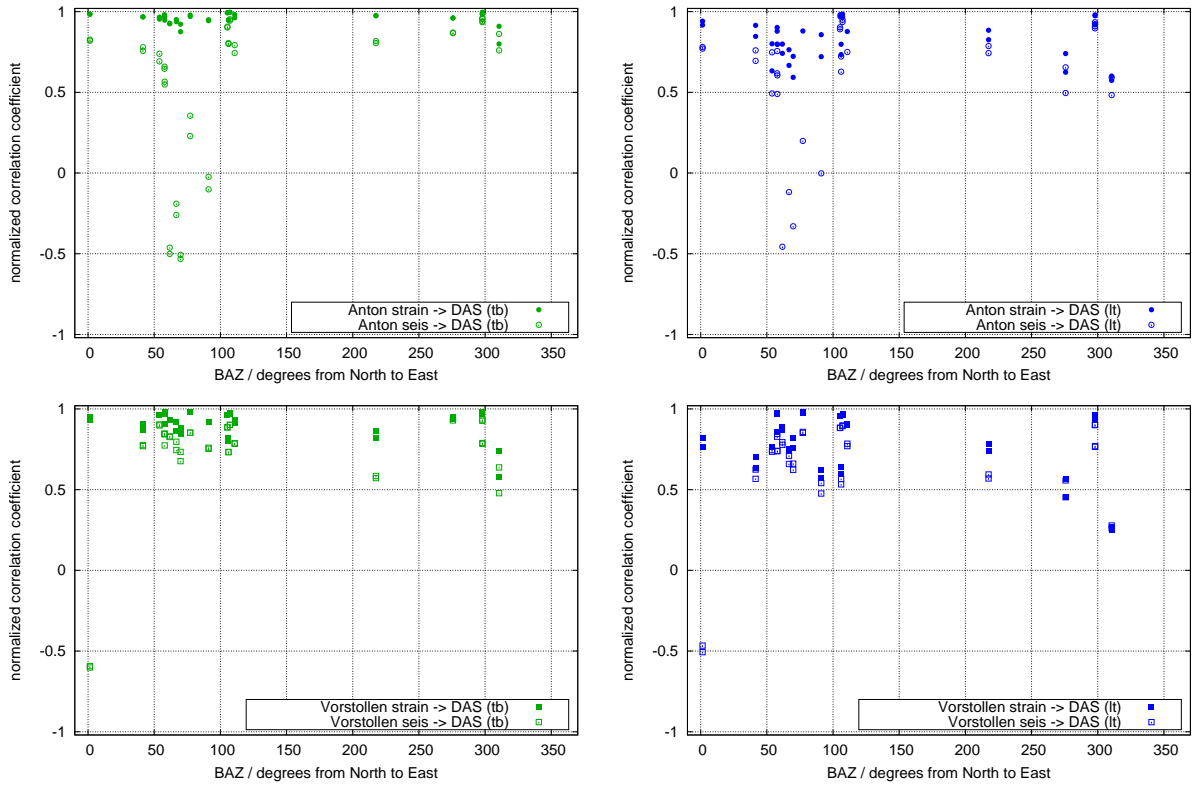 1
0.5
0
-0.5
-1
normalized correlation coefficient
Anton strain -> DAS (tb)
Anton seis -> DAS (tb)
0 50 100 150 200 250 300 350
BAZ / degrees from North to East
1
0.5
0
-0.5
-1
normalized correlation coefficient
Anton strain -> DAS (lt)
Anton seis -> DAS (lt)
0 50 100 150 200 250 300 350
BAZ / degrees from North to East
1
0.5
0
-0.5
-1
normalized correlation coefficient
Vorstollen strain -> DAS (tb)
Vorstollen seis -> DAS (tb)
0 50 100 150 200 250 300 350
BAZ / degrees from North to East
1
0.5
0
-0.5
-1
normalized correlation coefficient
Vorstollen strain -> DAS (lt)
Vorstollen seis -> DAS (lt)
0 50 100 150 200 250 300 350
BAZ / degrees from North to East